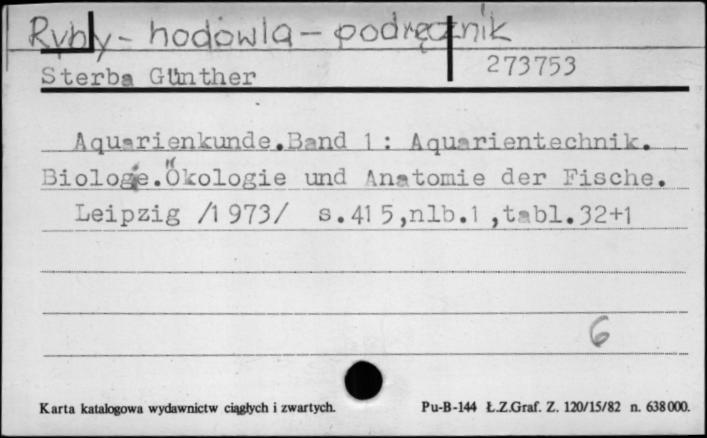 Ryby - hodowla - podręcznik
Sterba Günther 273753
Aquarienkunde.Band 1: Aquarientechnik.
Biologie.Ökologie und Anatomie der Fische.
Leipzig /1973/ s.415,nlb.1,tabl.32+1
6
Karta katalogowa wydawnictw ciągłych i zwartych. Pu-B-144 Ł.Z.Graf. Z. 120/15/82 n. 638000.